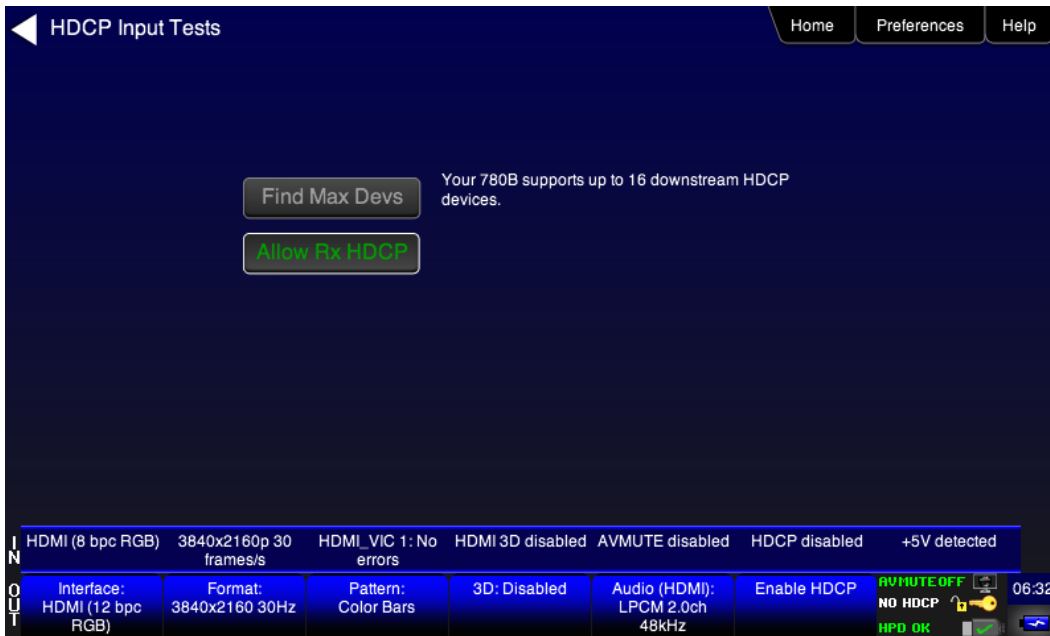 HDCP Input Tests
Home
Preferences
Help
Find Max Devs
Your 780B supports up to 16 downstream HDCP
devices.
Allow Rx HDCP
IN
HDMI (8 bpc RGB)
3840x2160p 30
frames/s
HDMI_VIC 1: No
errors
HDMI 3D disabled
AVMUTE disabled
HDCP disabled
+5V detected
OUT
Interface:
HDMI (12 bpc
RGB)
Format:
3840x2160 30Hz
Pattern:
Color Bars
3D: Disabled
Audio (HDMI):
LPCM 2.0ch
48kHz
Enable HDCP
AVMUTE OFF
NO HDCP
HPD OK
06:32